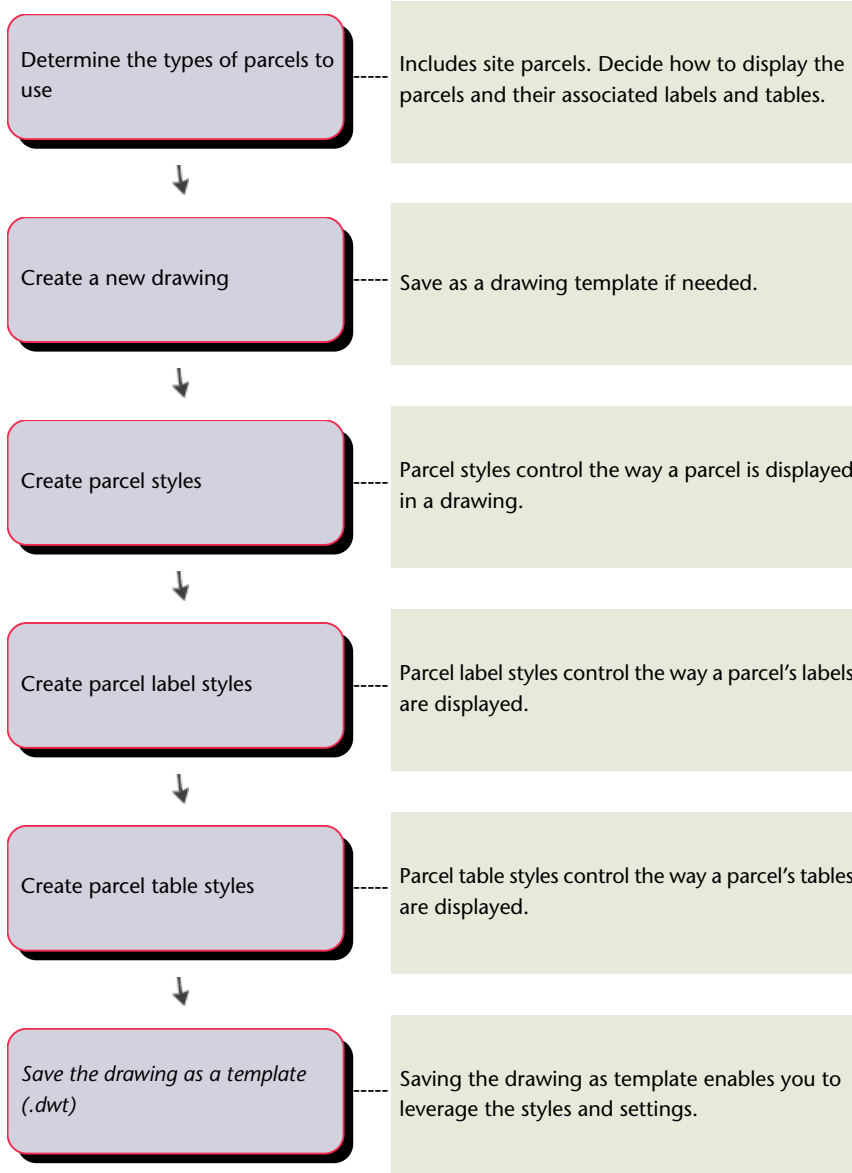 Determine the types of parcels to
use
Includes site parcels. Decide how to display the
parcels and their associated labels and tables.
Create a new drawing
Save as a drawing template if needed.
Create parcel styles
Parcel styles control the way a parcel is displayed
in a drawing.
Create parcel label styles
Parcel label styles control the way a parcel’s labels
are displayed.
Create parcel table styles
Parcel table styles control the way a parcel’s tables
are displayed.
Save the drawing as a template
(.dwt)
Saving the drawing as template enables you to
leverage the styles and settings.